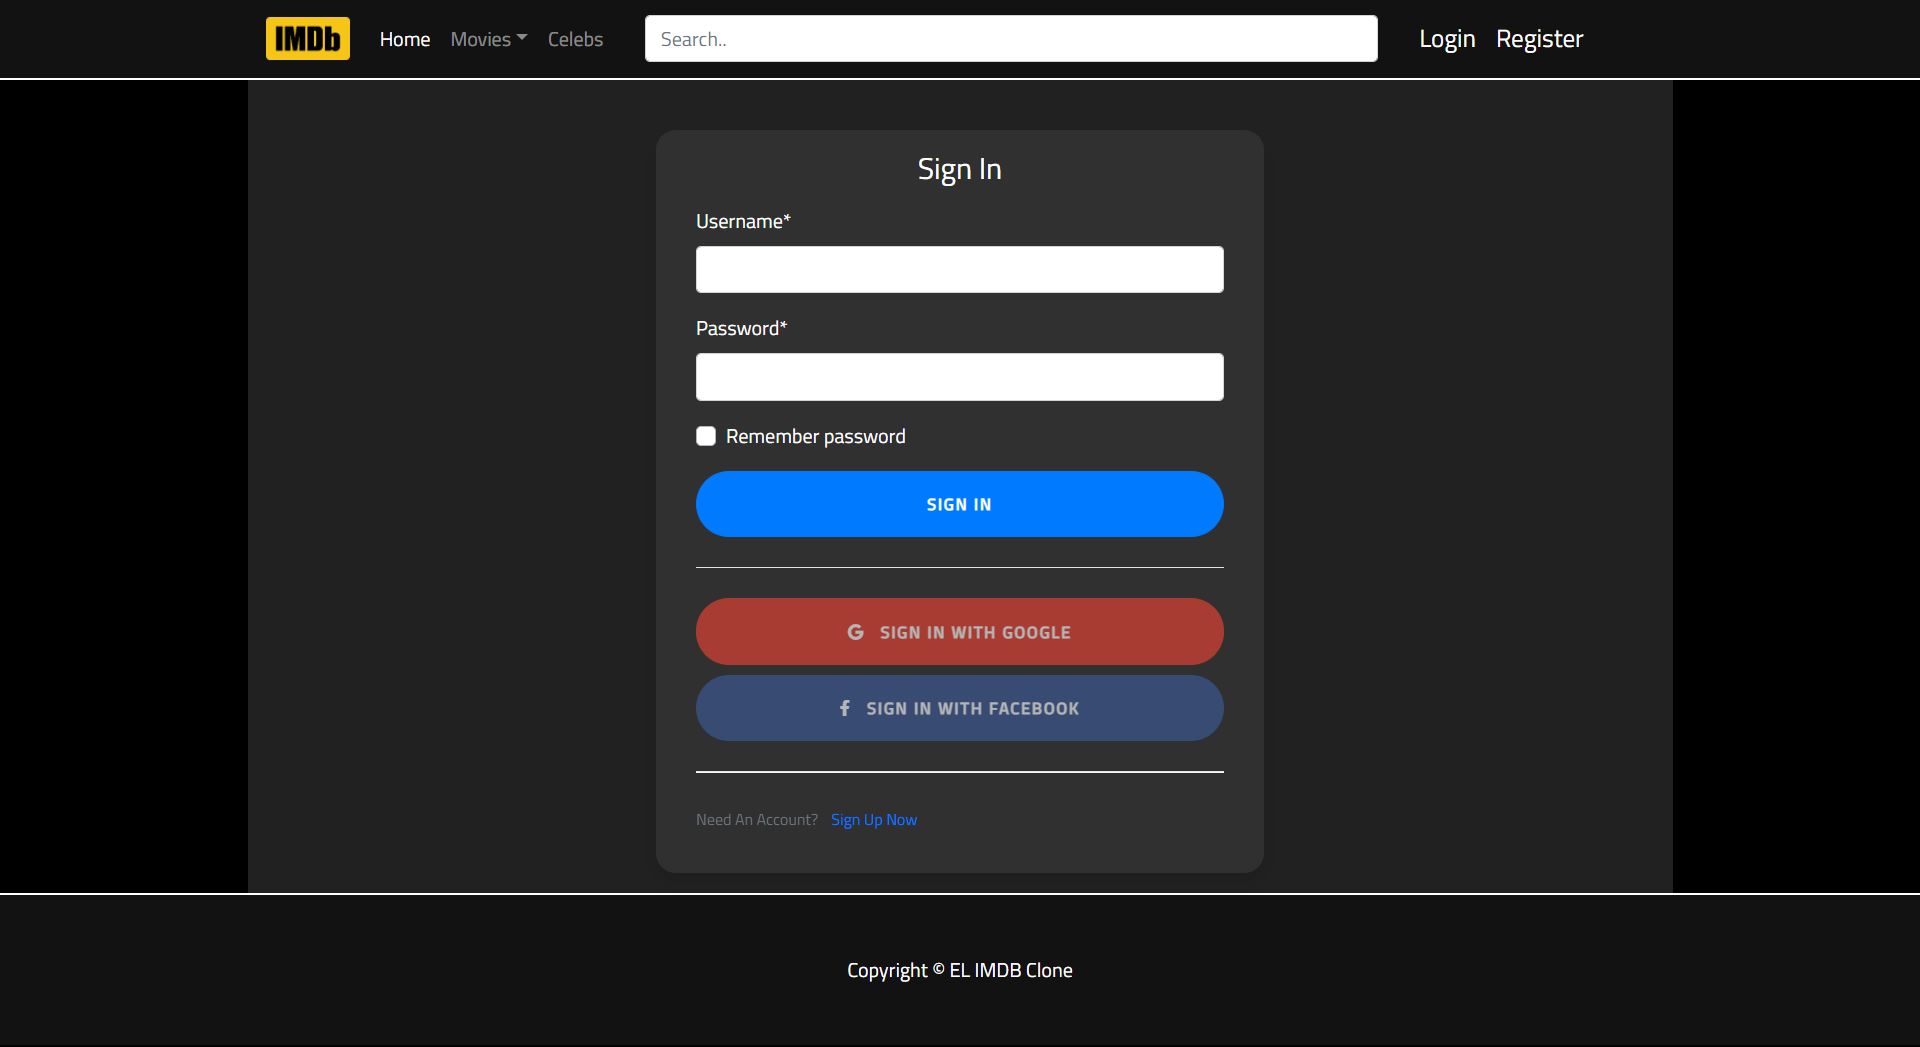 IMDb Home Movies Celebs Search.. Login Register
Sign In
Username*
Password*
Remember password
SIGN IN
G SIGN IN WITH GOOGLE
f SIGN IN WITH FACEBOOK
Need An Account? Sign Up Now
Copyright © EL IMDB Clone